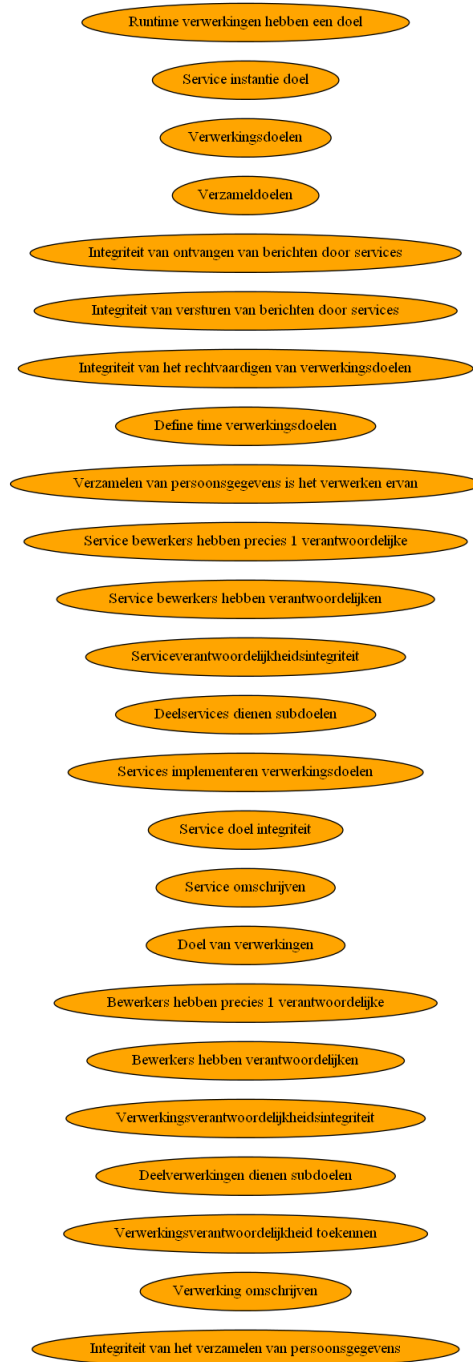 Runtime verwerkingen hebben een doel
Service instantie doel
Verwerkingsdoelen
Verzameldoelen
Integriteit van ontvangen van berichten door services
Integriteit van versturen van berichten door services
Integriteit van het rechtvaardigen van verwerkingsdoelen
Define time verwerkingsdoelen
Verzamelen van persoonsgegevens is het verwerken ervan
Service bewerkers hebben precies 1 verantwoordelijke
Service bewerkers hebben verantwoordelijken
Serviceverantwoordelijkheidsintegriteit
Deelservices dienen subdoelen
Services implementeren verwerkingsdoelen
Service doel integriteit
Service omschrijven
Doel van verwerkingen
Bewerkers hebben precies 1 verantwoordelijke
Bewerkers hebben verantwoordelijken
Verwerkingsverantwoordelijkheidsintegriteit
Deelverwerkingen dienen subdoelen
Verwerkingsverantwoordelijkheid toekennen
Verwerking omschrijven
Integriteit van het verzamelen van persoonsgegevens